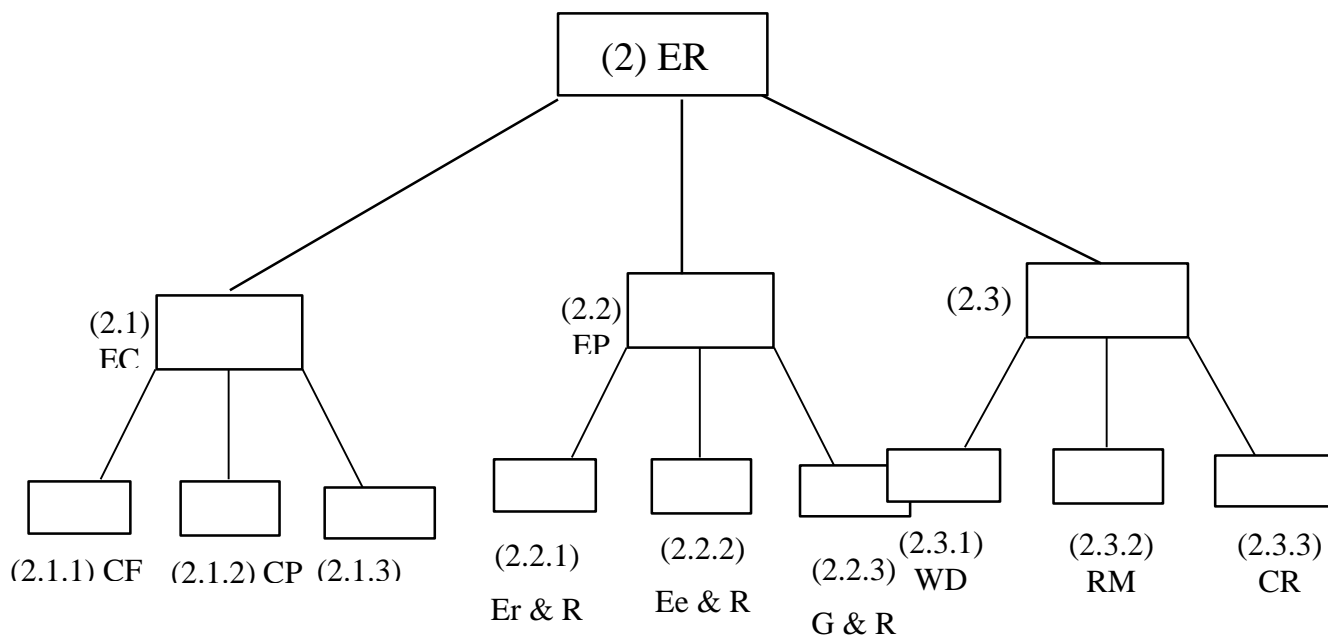 (2) ER
(2.1)
EC
(2.2)
EP
(2.3)
(2.1.1) CF
(2.1.2) CP
(2.1.3)
(2.2.1)
Er & R
(2.2.2)
Ee & R
(2.2.3)
G & R
(2.3.1)
WD
(2.3.2)
RM
(2.3.3)
CR